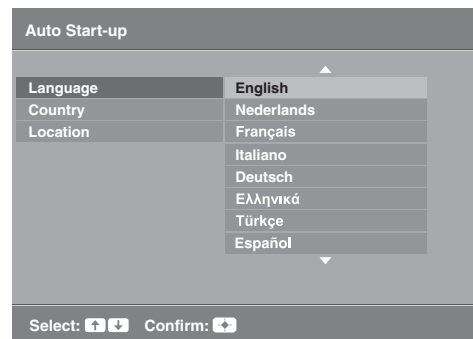 Auto Start-up
Language
Country
Location
English
Nederlands
Français
Italiano
Deutsch
Ελληνικά
Türkçe
Español
Select: Confirm: